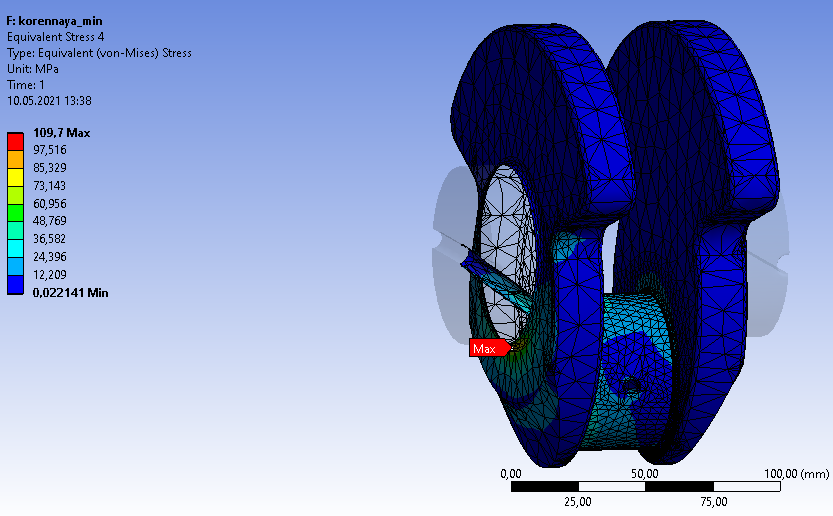 F: korennaya_min
Equivalent Stress 4
Type: Equivalent (von-Mises) Stress
Unit: MPa
Time: 1
10.05.2021 13:38
109,7 Max
97,516
85,329
73,143
60,956
48,769
36,582
24,396
12,209
0,022141 Min
Max
0,00 50,00 100,00 (mm)
25,00 75,00